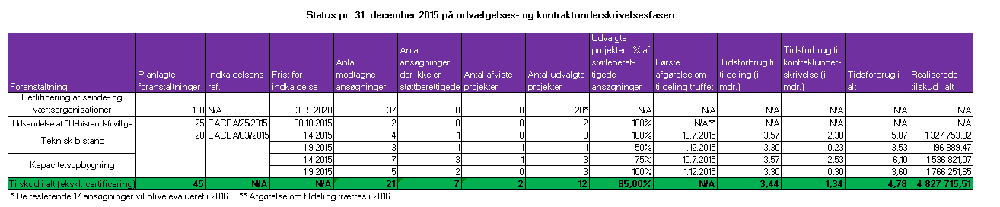 Status pr. 31. december 2015 på udvælgelses- og kontraktunderskrivelsesfasen
Foranstaltning | Planlagte foranstaltninger | Indkaldelsens ref. | Frist for indkaldelse | Antal modtagne ansøgninger | Antal ansøgninger, der ikke er støttberettigede | Antal afviste projekter | Antal udvalgte projekter | Udvalgte projekter i % af støtteberet-tigede ansøgninger | Første afgørelse om tildeling truffet | Tidsforbrug til tildeling (i mdr.) | Tidsforbrug til kontraktunder-skrivelse (i mdr.) | Tidsforbrug i alt | Realiserede tilskud i alt
Certificering af sende- og værtsorganisationer | 100 | N/A | 30.9.2020 | 37 | 0 | 0 | 20* | N/A | N/A | N/A | N/A | N/A | N/A
Udsendelse af EU-bistandsfrivillige | 25 | EACEA/25/2015 | 30.10.2015 | 2 | 0 | 0 | 2 | 100% | N/A** | N/A | N/A | N/A | N/A
Teknisk bistand | 20 | EACEA/03/2015 | 1.4.2015 | 4 | 1 | 0 | 3 | 100% | 10.7.2015 | 3,57 | 2,30 | 5,87 | 1 327 753,32
1.9.2015 | 3 | 1 | 1 | 1 | 50% | 1.12.2015 | 3,30 | 0,23 | 3,53 | 196 889,47
Kapacitetsopbygning | 1.4.2015 | 7 | 3 | 1 | 3 | 75% | 10.7.2015 | 3,57 | 2,53 | 6,10 | 1 536 821,07
1.9.2015 | 5 | 2 | 0 | 3 | 100% | 1.12.2015 | 3,30 | 0,30 | 3,60 | 1 766 251,65
Tilskud i alt (ekskl. certificering) | 45 | N/A | N/A | 21 | 7 | 2 | 12 | 85,00% | N/A | 3,44 | 1,34 | 4,78 | 4 827 715,51
* De resterende 17 ansøgninger vil blive evalueret i 2016 ** Afgørelse om tildeling træffes i 2016